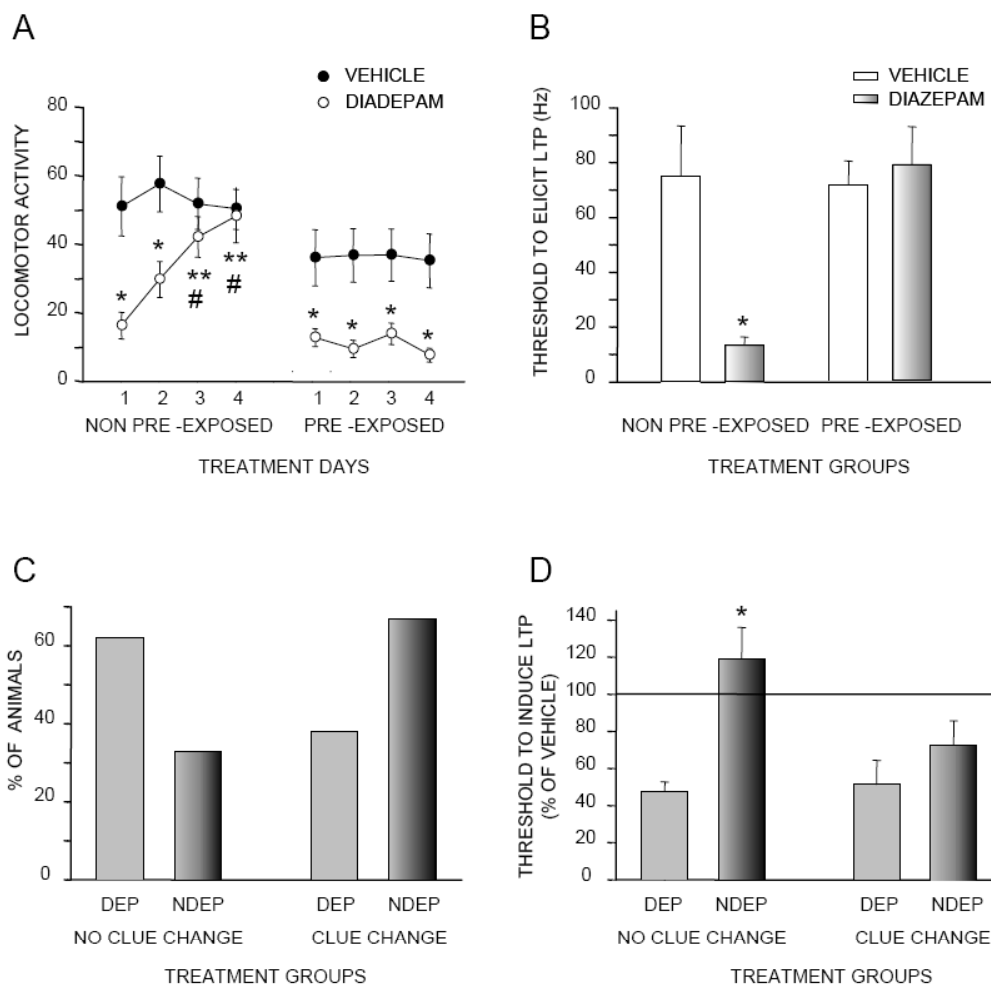 A
VEHICLE
DIADEPAM
80
60
40
20
0
LOCOMOTOR ACTIVITY
*
*
**
#
**
#
*
*
*
*
1 2 3 4
1 2 3 4
NON PRE -EXPOSED
PRE -EXPOSED
TREATMENT DAYS
B
VEHICLE
DIAZEPAM
100
80
60
40
20
0
THRESHOLD TO ELICIT LTP (Hz)
*
NON PRE -EXPOSED
PRE -EXPOSED
TREATMENT GROUPS
C
60
40
20
0
% OF ANIMALS
DEP NDEP
DEP NDEP
NO CLUE CHANGE
CLUE CHANGE
TREATMENT GROUPS
D
140
120
100
80
60
40
20
0
THRESHOLD TO INDUCE LTP
(% OF VEHICLE)
*
DEP NDEP
DEP NDEP
NO CLUE CHANGE
CLUE CHANGE
TREATMENT GROUPS